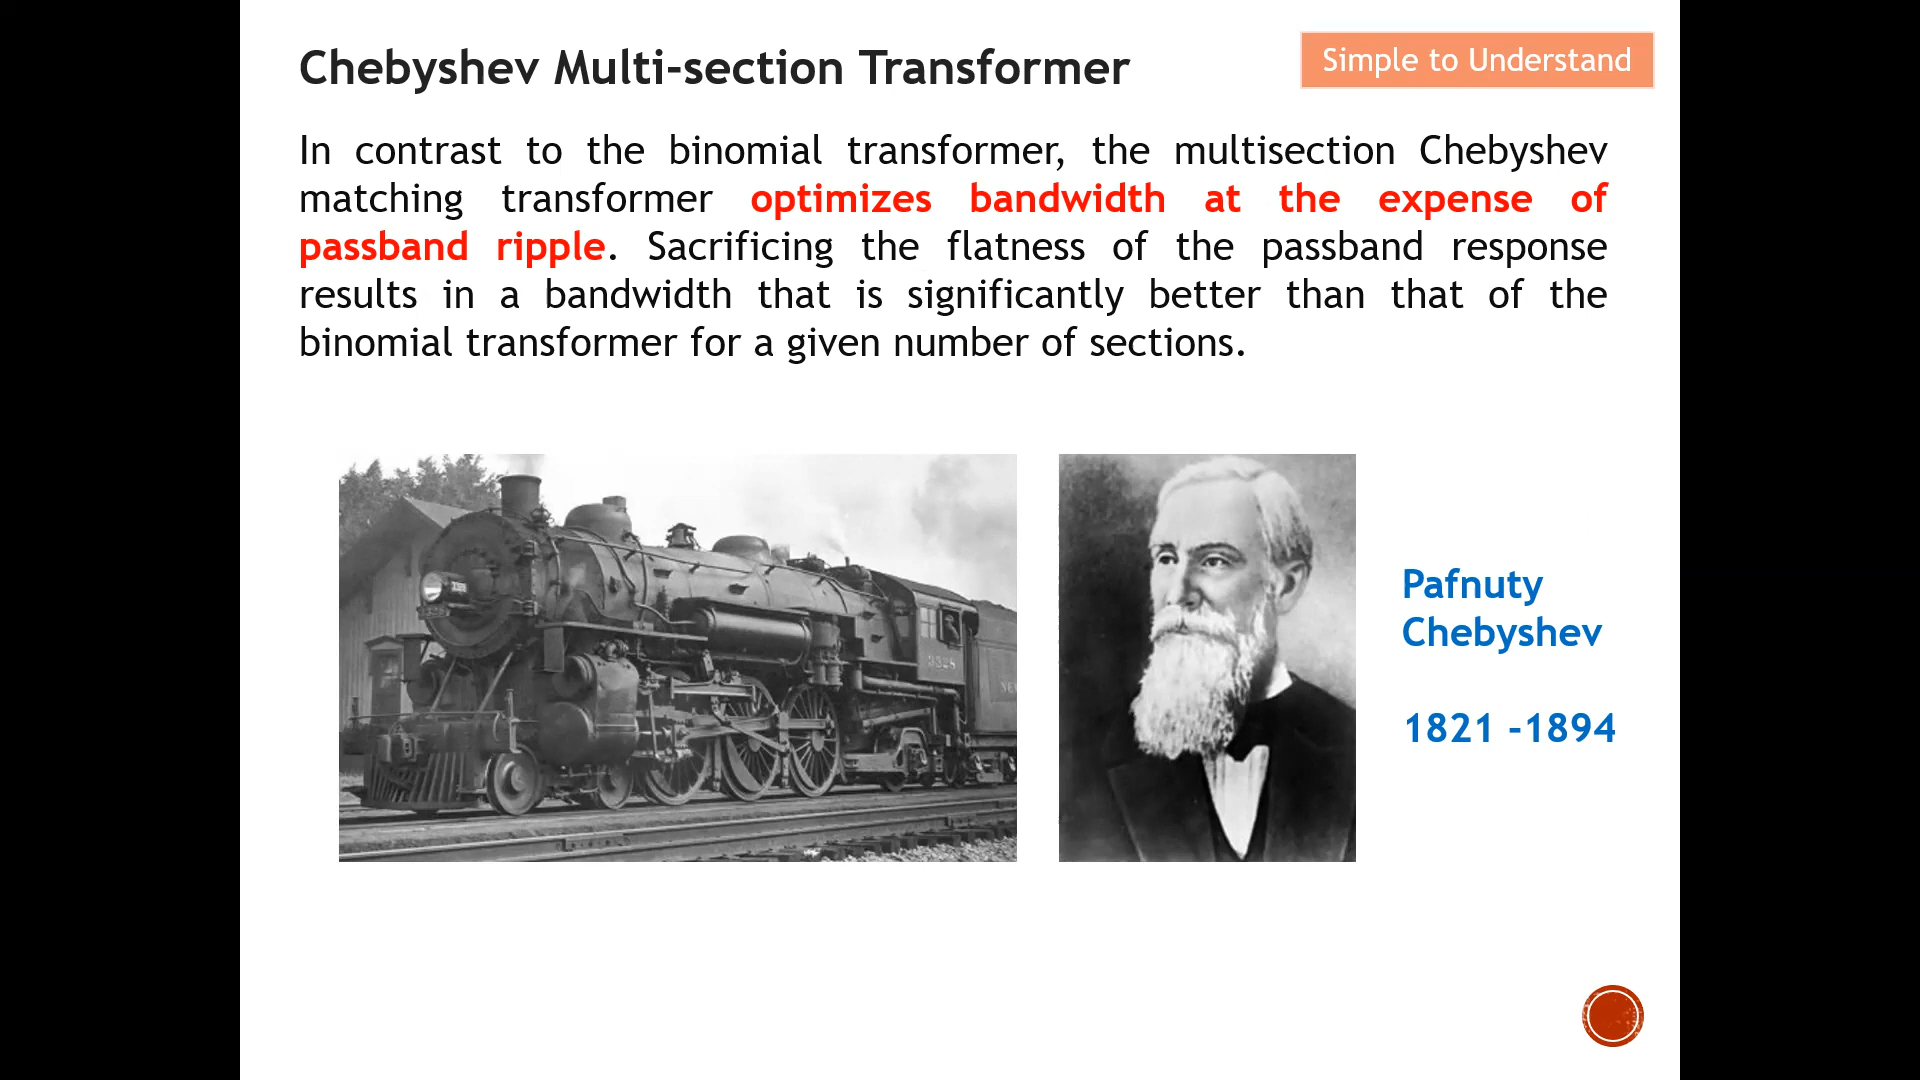 Chebyshev Multi-section Transformer
Simple to Understand
In contrast to the binomial transformer, the multisection Chebyshev
matching transformer optimizes bandwidth at the expense of
passband ripple. Sacrificing the flatness of the passband response
results in a bandwidth that is significantly better than that of the
binomial transformer for a given number of sections.
3328
Pafnuty
Chebyshev
1821 -1894